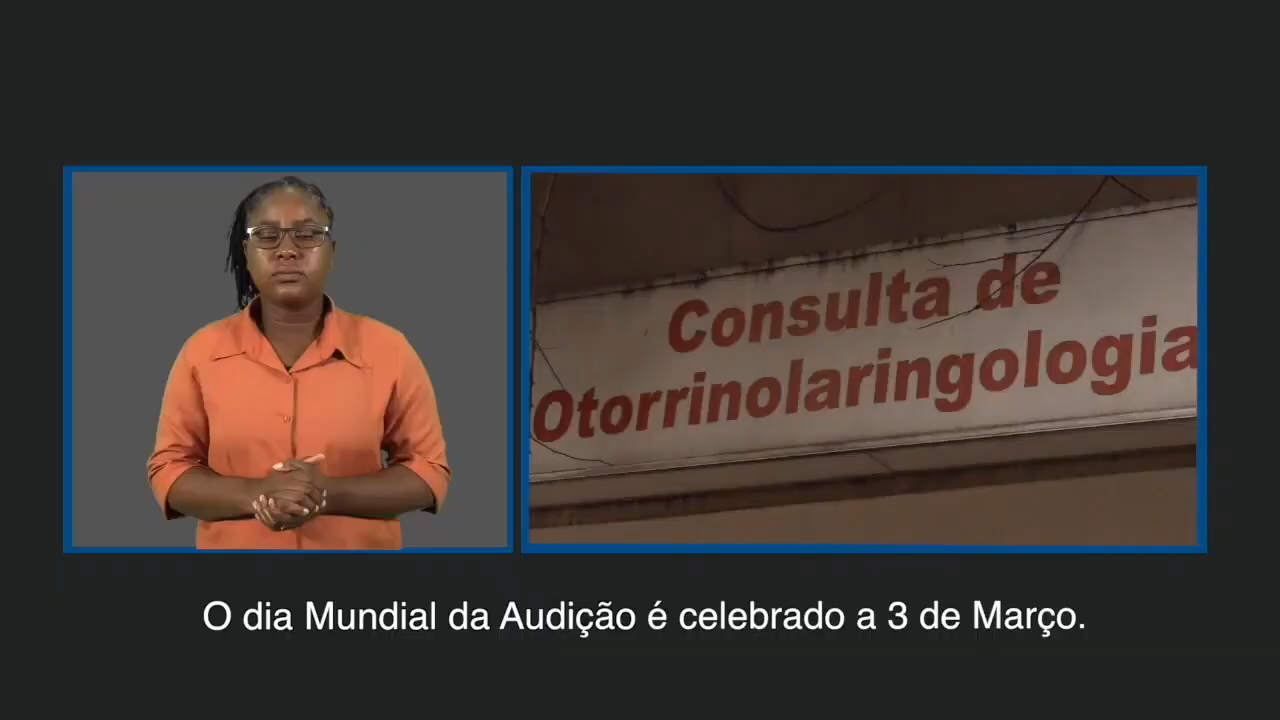 Consulta de
Otorrinolaringologia
O dia Mundial da Audição é celebrado a 3 de Março.